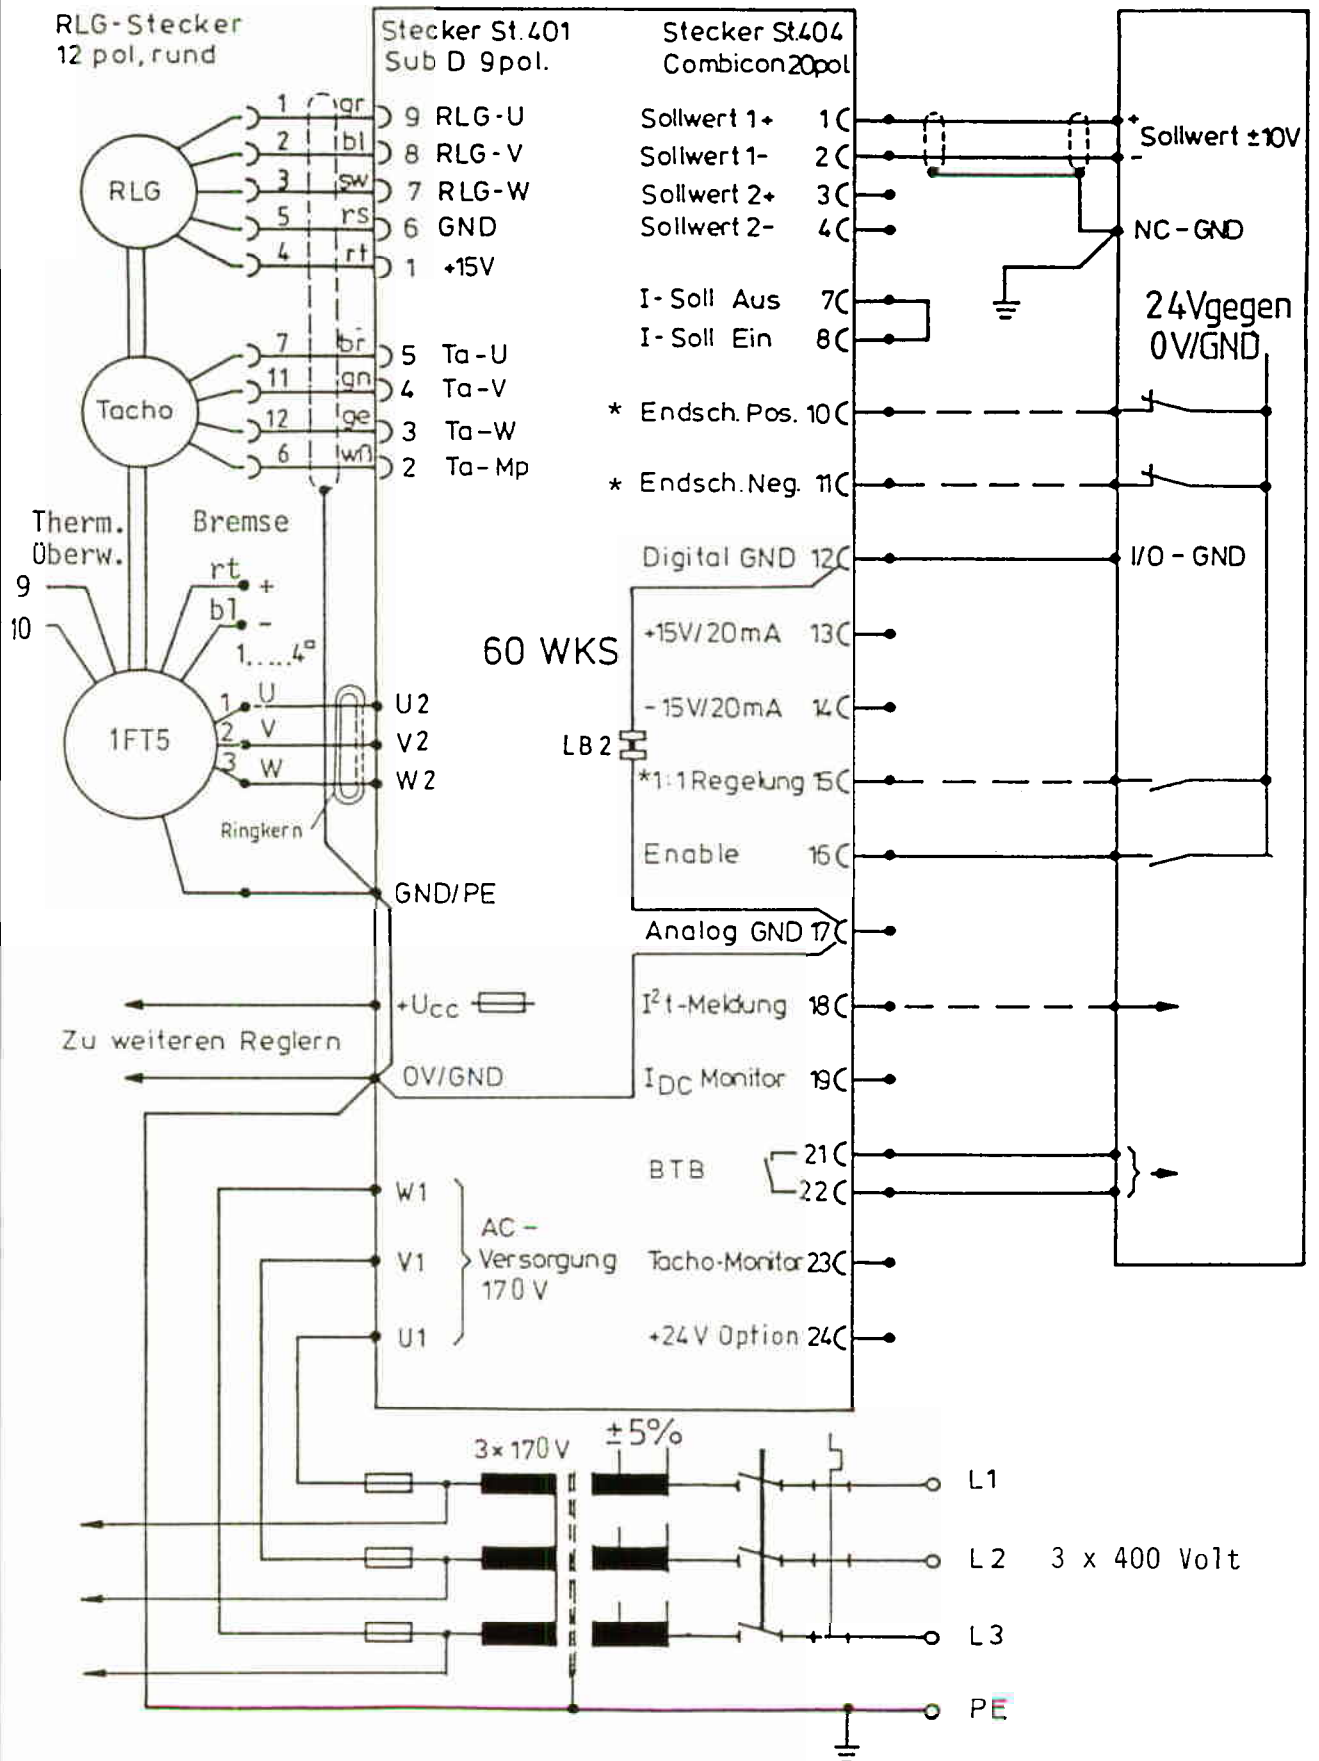 RLG-Stecker
12 pol, rund
Stecker St.401
Sub D 9pol.
Stecker St.404
Combicon 20pol
RLG
1 gr 9 RLG-U
2 bl 8 RLG-V
3 sw 7 RLG-W
5 rs 6 GND
4 rt 1 +15V
Tacho
7 br 5 Ta-U
11 gn 4 Ta-V
12 ge 3 Ta-W
6 wß 2 Ta-Mp
Sollwert 1+ 1
Sollwert 1- 2
Sollwert 2+ 3
Sollwert 2- 4
I-Soll Aus 7
I-Soll Ein 8
* Endsch. Pos. 10
* Endsch. Neg. 11
Digital GND 12
+15V/20mA 13
-15V/20mA 14
*1:1 Regelung 15
Enable 16
Analog GND 17
I²t-Meldung 18
IDC Monitor 19
BTB 21
22
Tacho-Monitor 23
+24V Option 24
+
Sollwert ±10V
-
NC-GND
24V gegen
0V/GND
I/O-GND
Therm.
Überw.
9
10
Bremse
rt +
bl -
1.....4□
1FT5
1 U U2
2 V V2
3 W W2
Ringkern
GND/PE
60 WKS
LB2
+UCC
Zu weiteren Reglern
0V/GND
W1
V1
U1
AC-
Versorgung
170 V
3×170V
±5%
L1
L2 3 x 400 Volt
L3
PE